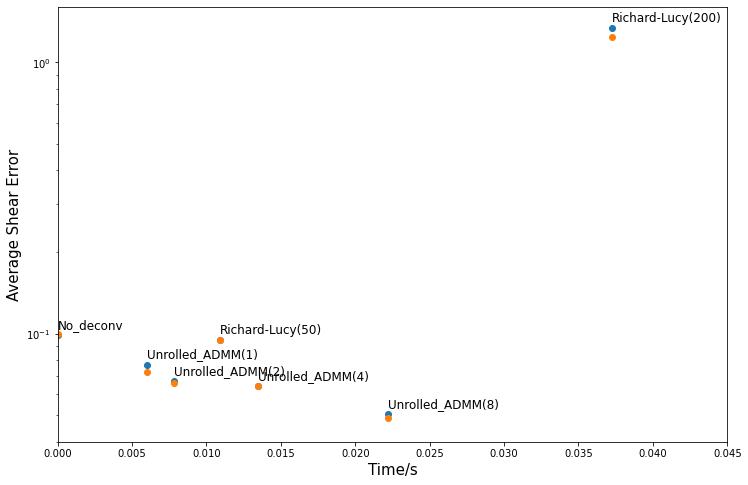 Richard-Lucy(200)
10⁰
Average Shear Error
No_deconv
Richard-Lucy(50)
10⁻¹
Unrolled_ADMM(1)
Unrolled_ADMM(2)
Unrolled_ADMM(4)
Unrolled_ADMM(8)
0.000 0.005 0.010 0.015 0.020 0.025 0.030 0.035 0.040 0.045
Time/s